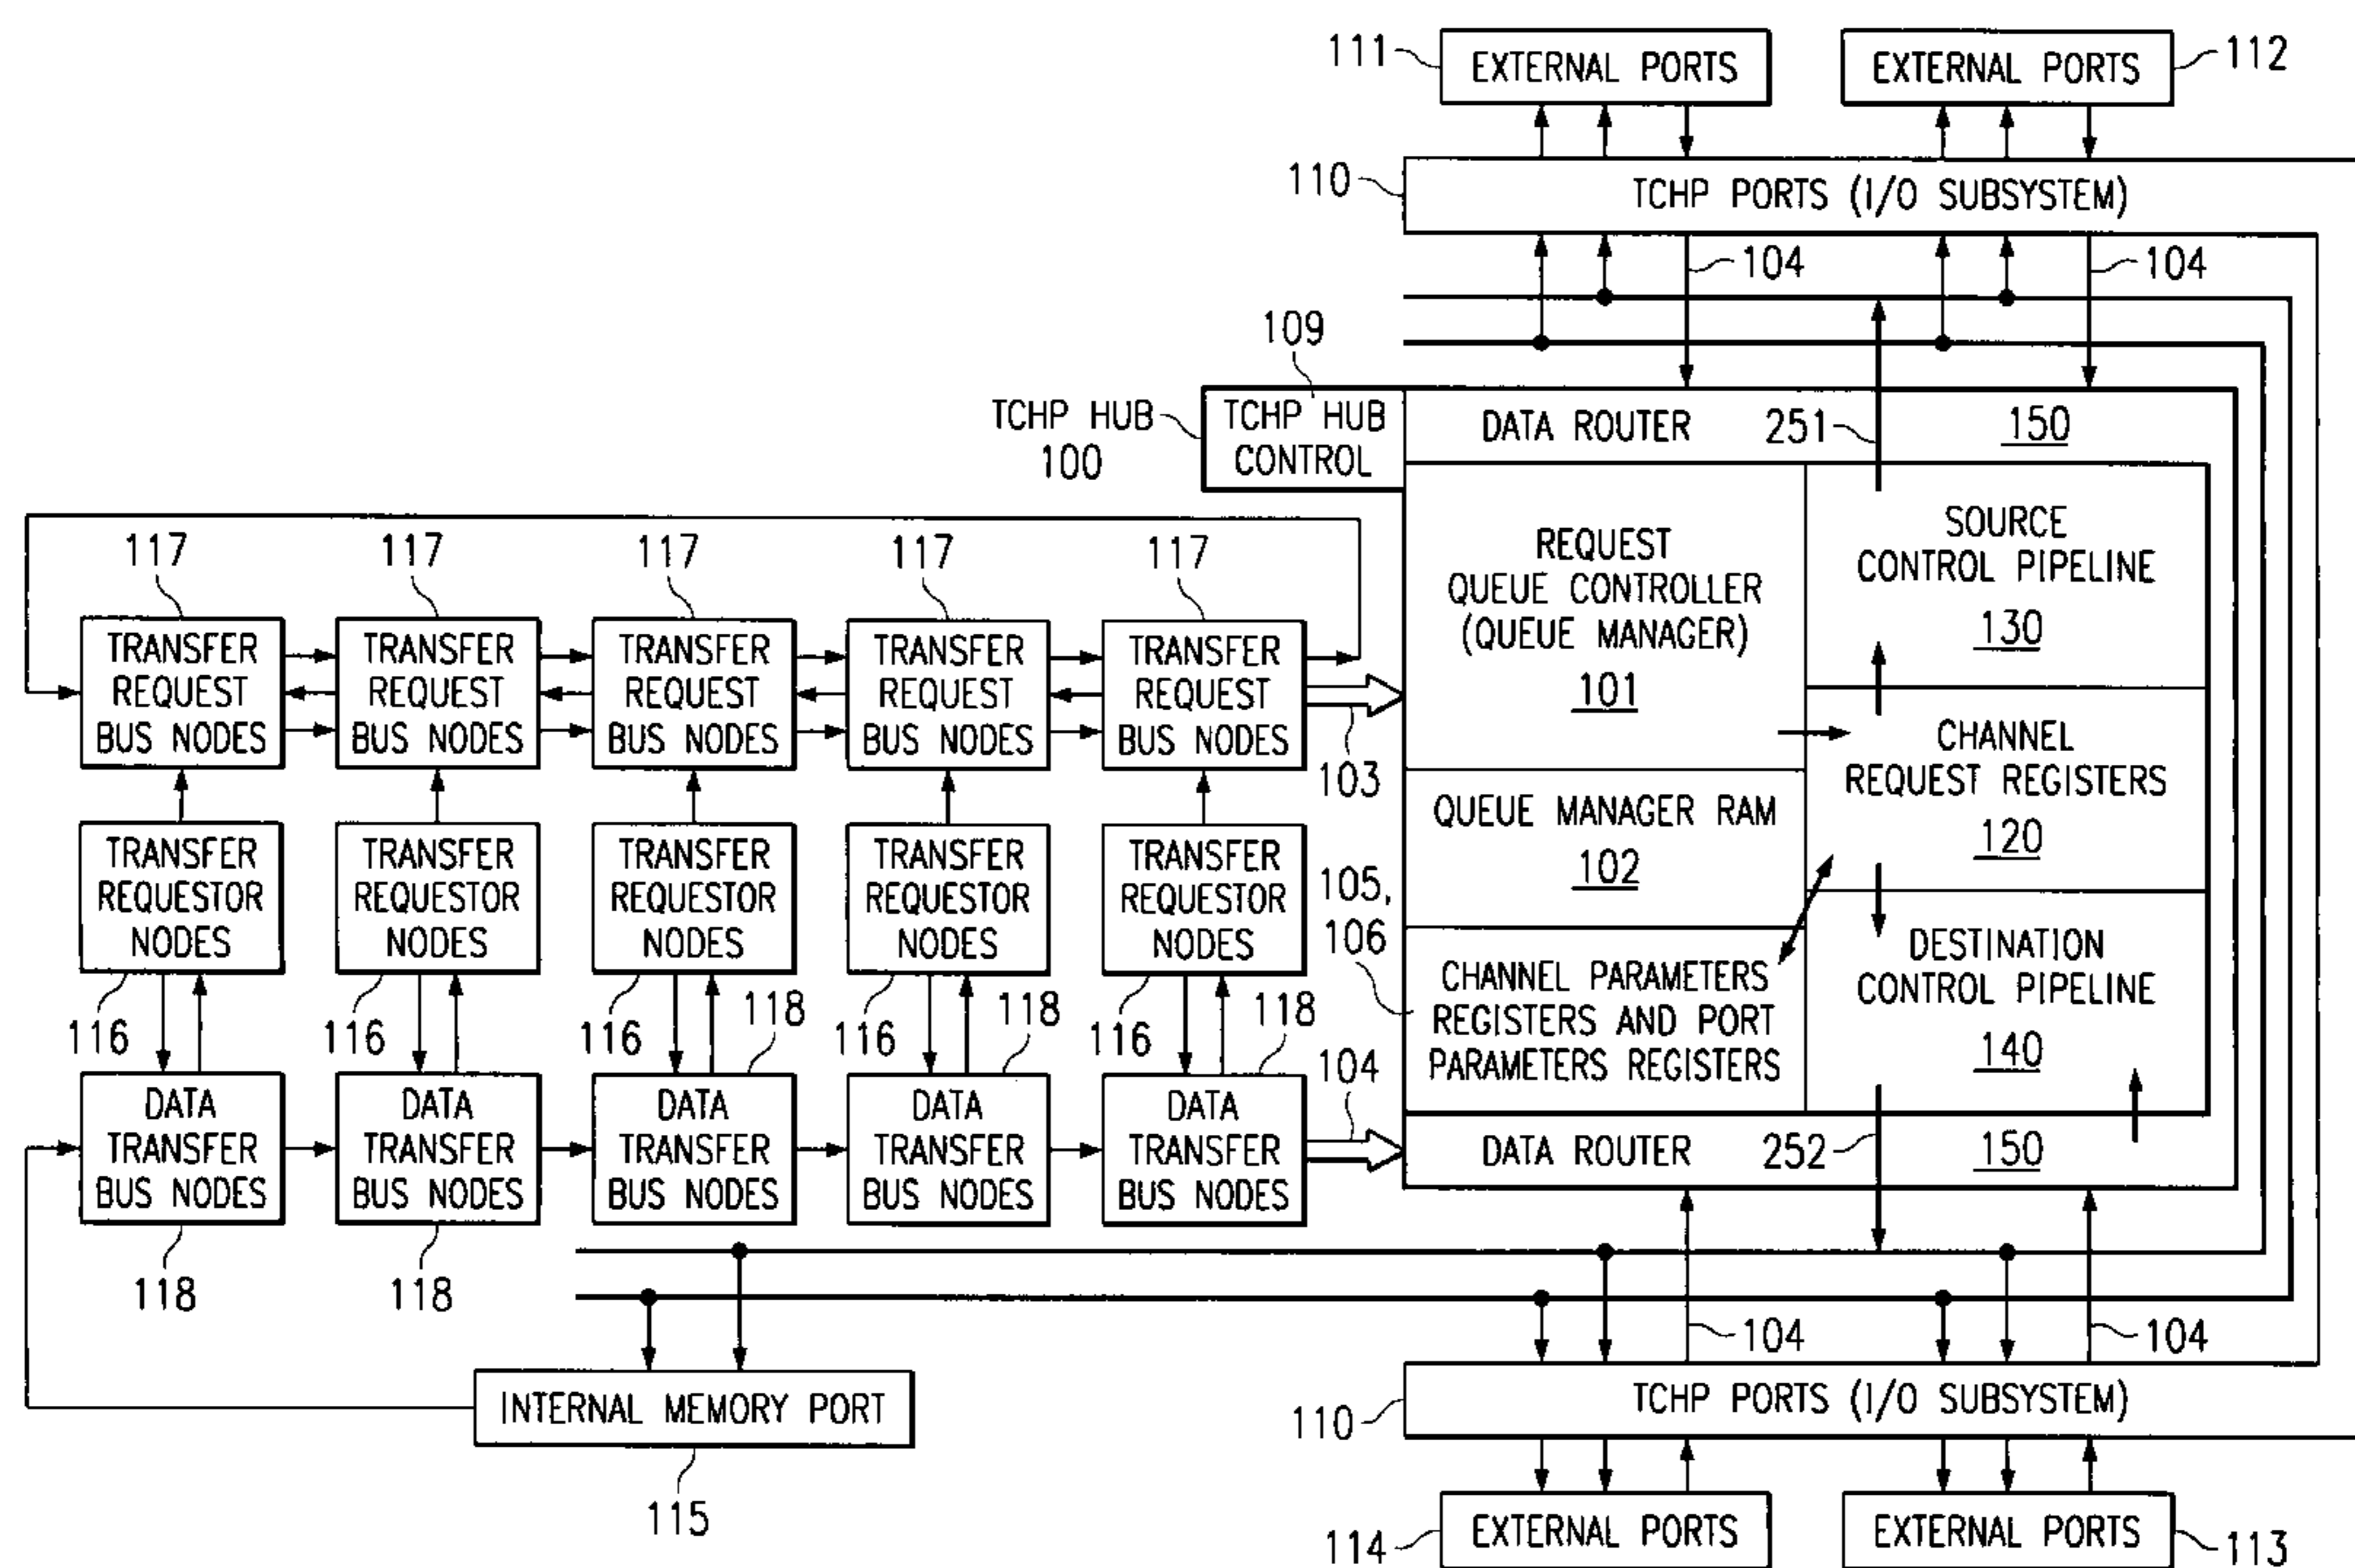 111
EXTERNAL PORTS
EXTERNAL PORTS
112
110
TCHP PORTS (I/O SUBSYSTEM)
104
104
109
TCHP HUB
100
TCHP HUB
CONTROL
DATA ROUTER
251
150
REQUEST
QUEUE CONTROLLER
(QUEUE MANAGER)
101
SOURCE
CONTROL PIPELINE
130
QUEUE MANAGER RAM
102
CHANNEL
REQUEST REGISTERS
120
105,
106
CHANNEL PARAMETERS
REGISTERS AND PORT
PARAMETERS REGISTERS
DESTINATION
CONTROL PIPELINE
140
DATA ROUTER
252
150
117
117
117
117
117
TRANSFER
REQUEST
BUS NODES
TRANSFER
REQUEST
BUS NODES
TRANSFER
REQUEST
BUS NODES
TRANSFER
REQUEST
BUS NODES
TRANSFER
REQUEST
BUS NODES
103
TRANSFER
REQUESTOR
NODES
TRANSFER
REQUESTOR
NODES
TRANSFER
REQUESTOR
NODES
TRANSFER
REQUESTOR
NODES
TRANSFER
REQUESTOR
NODES
116
116
116
118
116
118
116
118
104
DATA
TRANSFER
BUS NODES
DATA
TRANSFER
BUS NODES
DATA
TRANSFER
BUS NODES
DATA
TRANSFER
BUS NODES
DATA
TRANSFER
BUS NODES
118
118
104
104
INTERNAL MEMORY PORT
115
110
TCHP PORTS (I/O SUBSYSTEM)
114
EXTERNAL PORTS
EXTERNAL PORTS
113